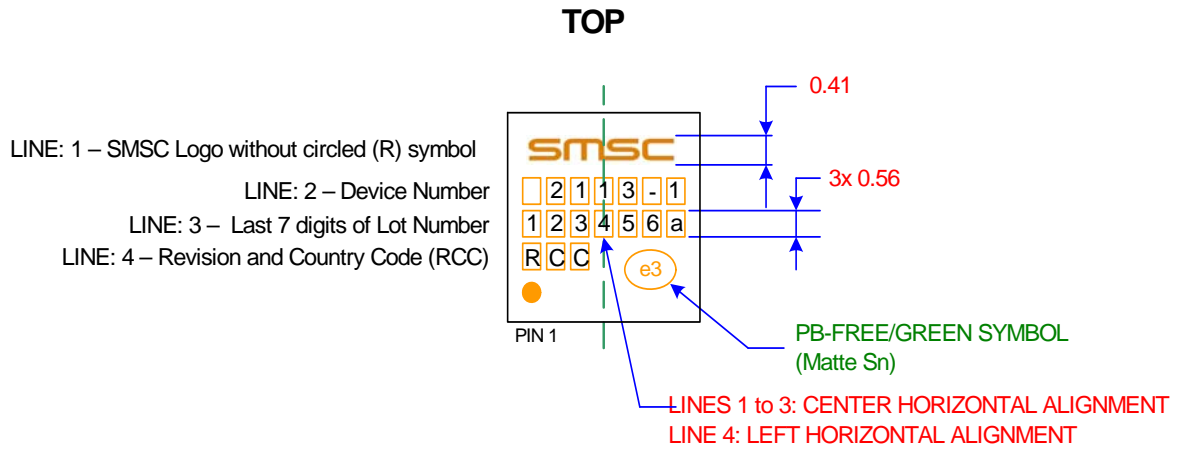 TOP
0.41
LINE: 1 – SMSC Logo without circled (R) symbol
SMSC
3x 0.56
LINE: 2 – Device Number
2113-1
LINE: 3 – Last 7 digits of Lot Number
123456a
LINE: 4 – Revision and Country Code (RCC)
RCC
e3
PIN 1
PB-FREE/GREEN SYMBOL
(Matte Sn)
LINES 1 to 3: CENTER HORIZONTAL ALIGNMENT
LINE 4: LEFT HORIZONTAL ALIGNMENT